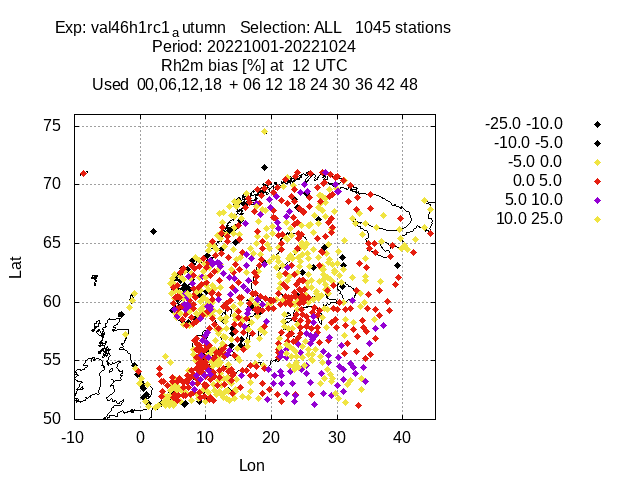 Exp: val46h1rc1autumn Selection: ALL 1045 stations
Period: 20221001-20221024
Rh2m bias [%] at 12 UTC
Used 00,06,12,18 + 06 12 18 24 30 36 42 48
-25.0 -10.0
-10.0 -5.0
-5.0 0.0
0.0 5.0
5.0 10.0
10.0 25.0
75
70
65
60
55
50
Lat
-10 0 10 20 30 40
Lon